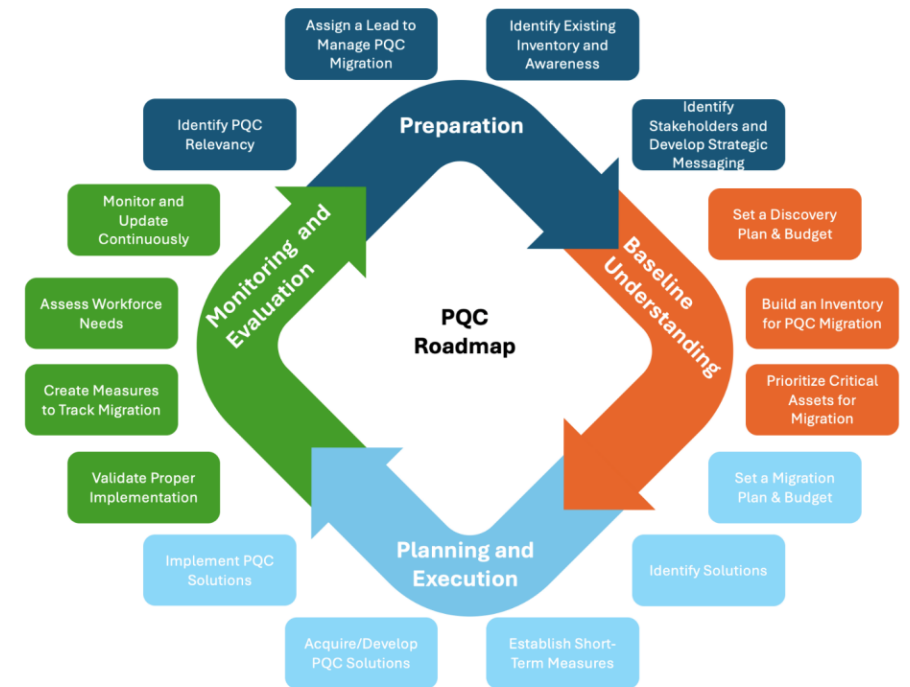 Assign a Lead to
Manage PQC
Migration
Identify Existing
Inventory and
Awareness
Identify PQC
Relevancy
Preparation
Identify
Stakeholders and
Develop Strategic
Messaging
Monitor and
Update
Continuously
Set a Discovery
Plan & Budget
Monitoring and
Evaluation
Baseline
Understanding
Assess Workforce
Needs
Build an Inventory
for PQC Migration
PQC
Roadmap
Create Measures
to Track Migration
Prioritize Critical
Assets for
Migration
Validate Proper
Implementation
Set a Migration
Plan & Budget
Implement PQC
Solutions
Planning and
Execution
Identify Solutions
Acquire/Develop
PQC Solutions
Establish Short-
Term Measures